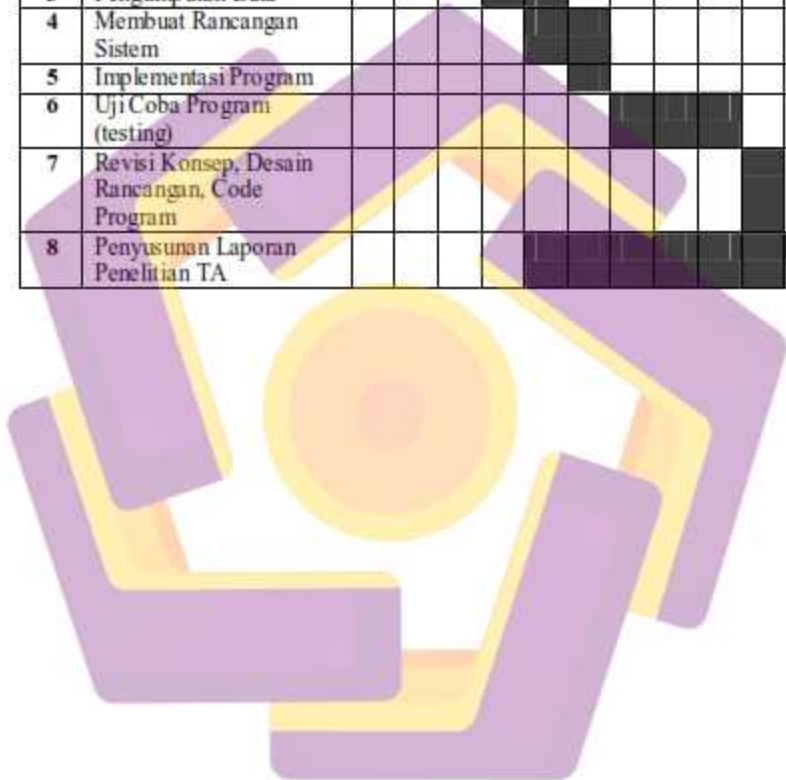 4 Membuat Rancangan
Sistem
5 Implementasi Program
6 Uji Coba Program
(testing)
7 Revisi Konsep, Desain
Rancangan, Code
Program
8 Penyusunan Laporan
Penelitian TA